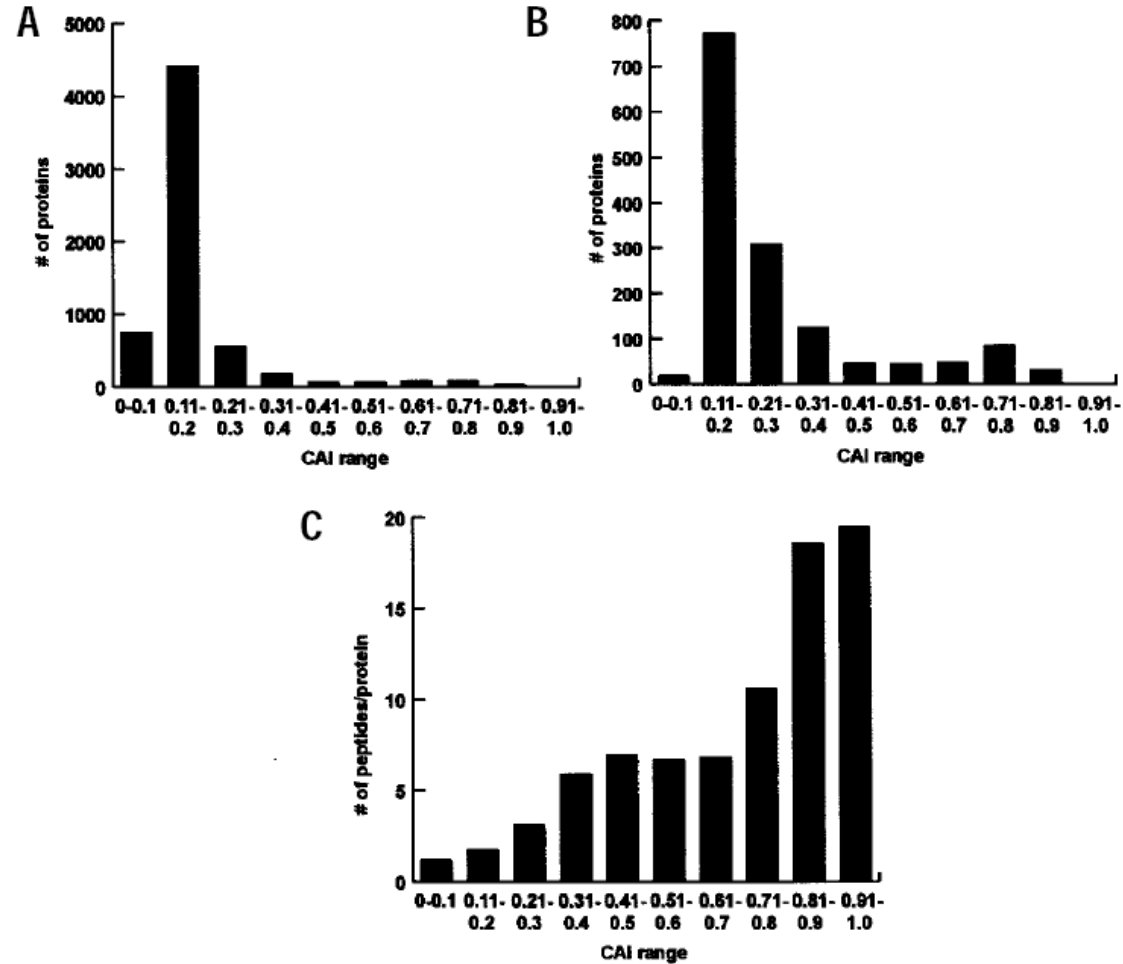 A
5000
4000
3000
2000
1000
0
# of proteins
0-0.1 0.11- 0.21- 0.31- 0.41- 0.51- 0.61- 0.71- 0.81- 0.91-
0.2 0.3 0.4 0.5 0.6 0.7 0.8 0.9 1.0
CAI range
B
800
700
600
500
400
300
200
100
0
# of proteins
0-0.1 0.11- 0.21- 0.31- 0.41- 0.51- 0.61- 0.71- 0.81- 0.91-
0.2 0.3 0.4 0.5 0.6 0.7 0.8 0.9 1.0
CAI range
C
20
15
10
5
0
# of peptides/protein
0-0.1 0.11- 0.21- 0.31- 0.41- 0.51- 0.61- 0.71- 0.81- 0.91-
0.2 0.3 0.4 0.5 0.6 0.7 0.8 0.9 1.0
CAI range